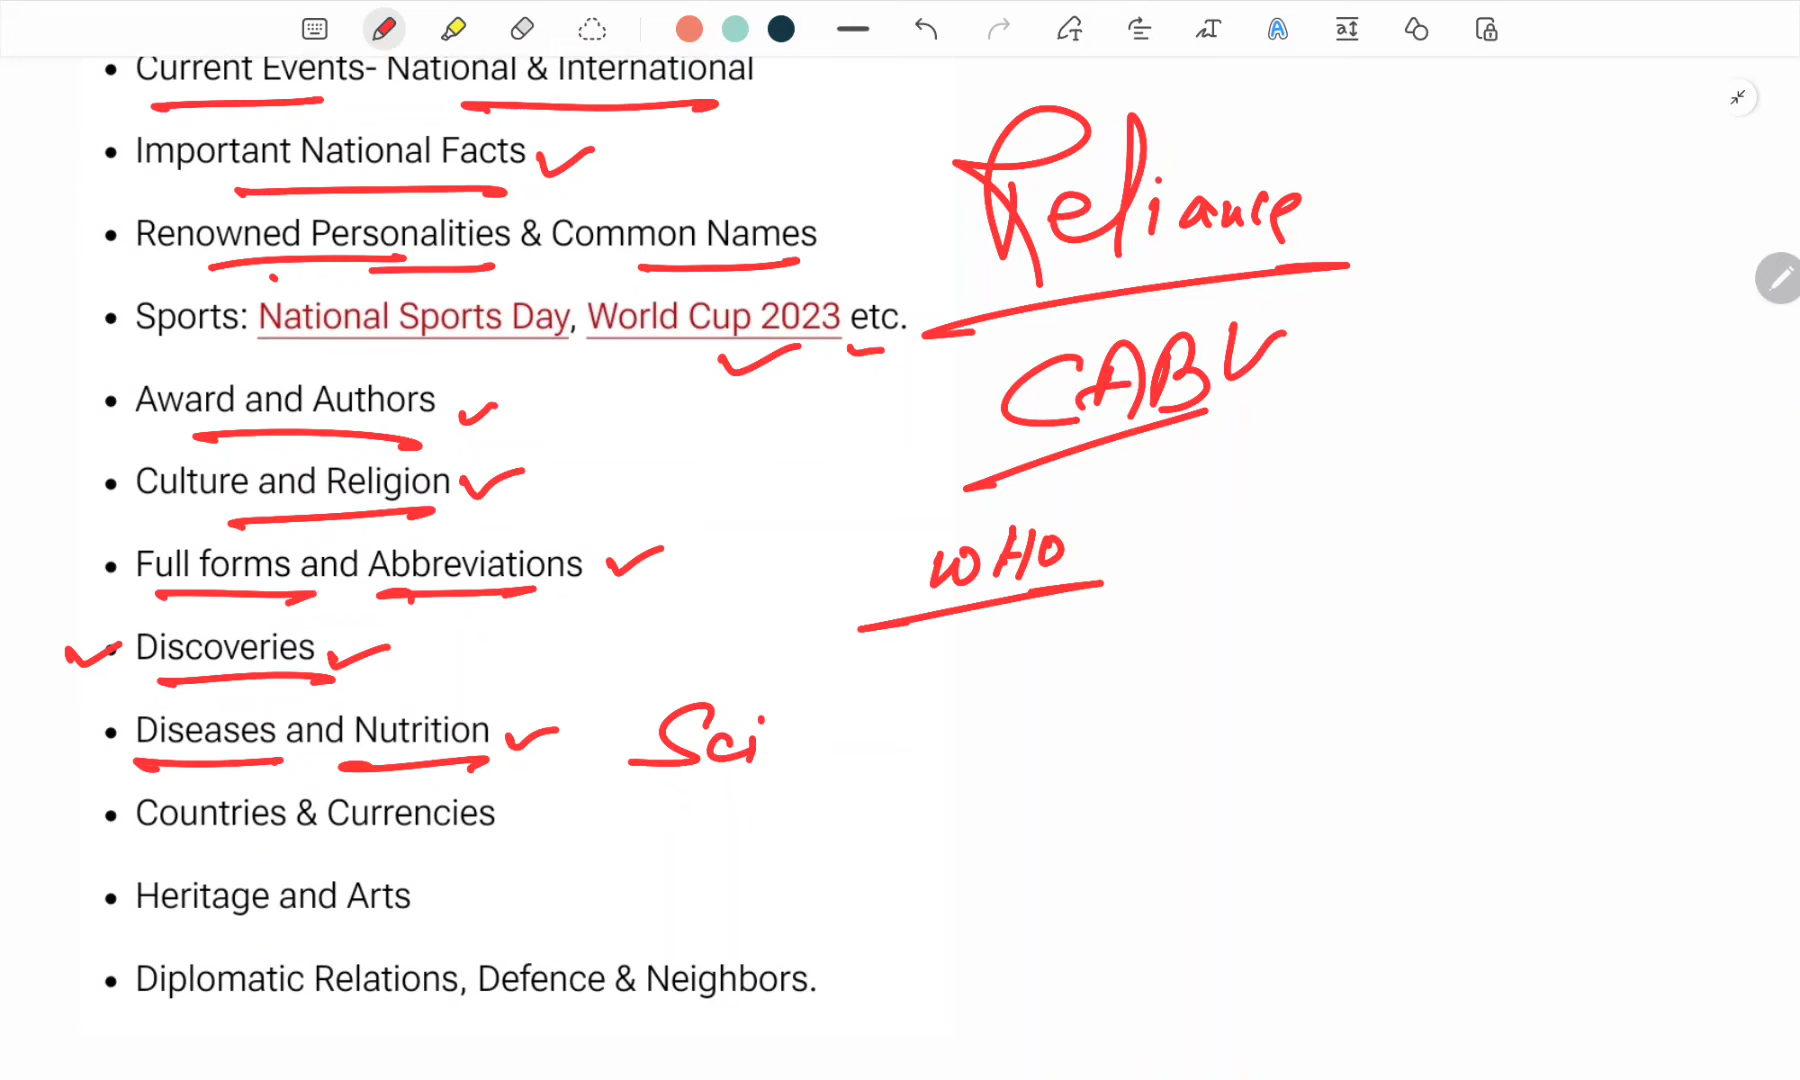 • Current Events- National & International
• Important National Facts
• Renowned Personalities & Common Names
• Sports: National Sports Day, World Cup 2023 etc.
• Award and Authors
• Culture and Religion
• Full forms and Abbreviations
• Discoveries
• Diseases and Nutrition
• Countries & Currencies
• Heritage and Arts
• Diplomatic Relations, Defence & Neighbors.
Reliance
CAB
WHO
Sci